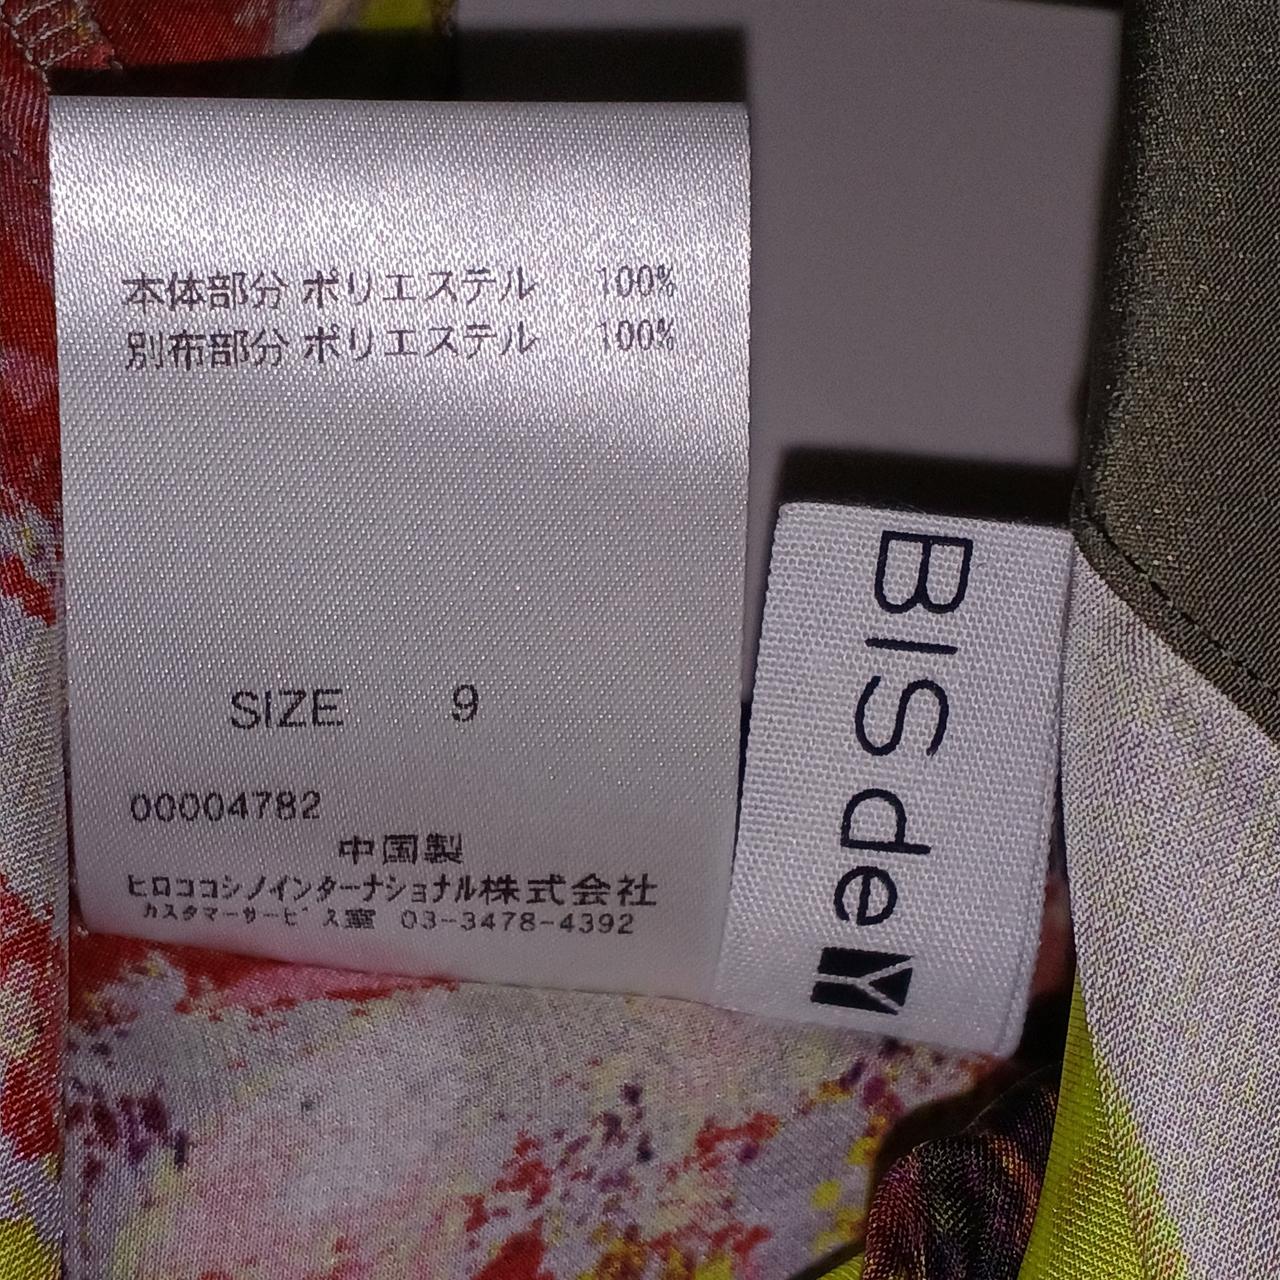 本体部分 ポリエステル 100%
別布部分 ポリエステル 100%
SIZE 9
00004782
中国製
ヒロココシノインターナショナル株式会社
カスタマーサービス室 03-3478-4392
BISdeY